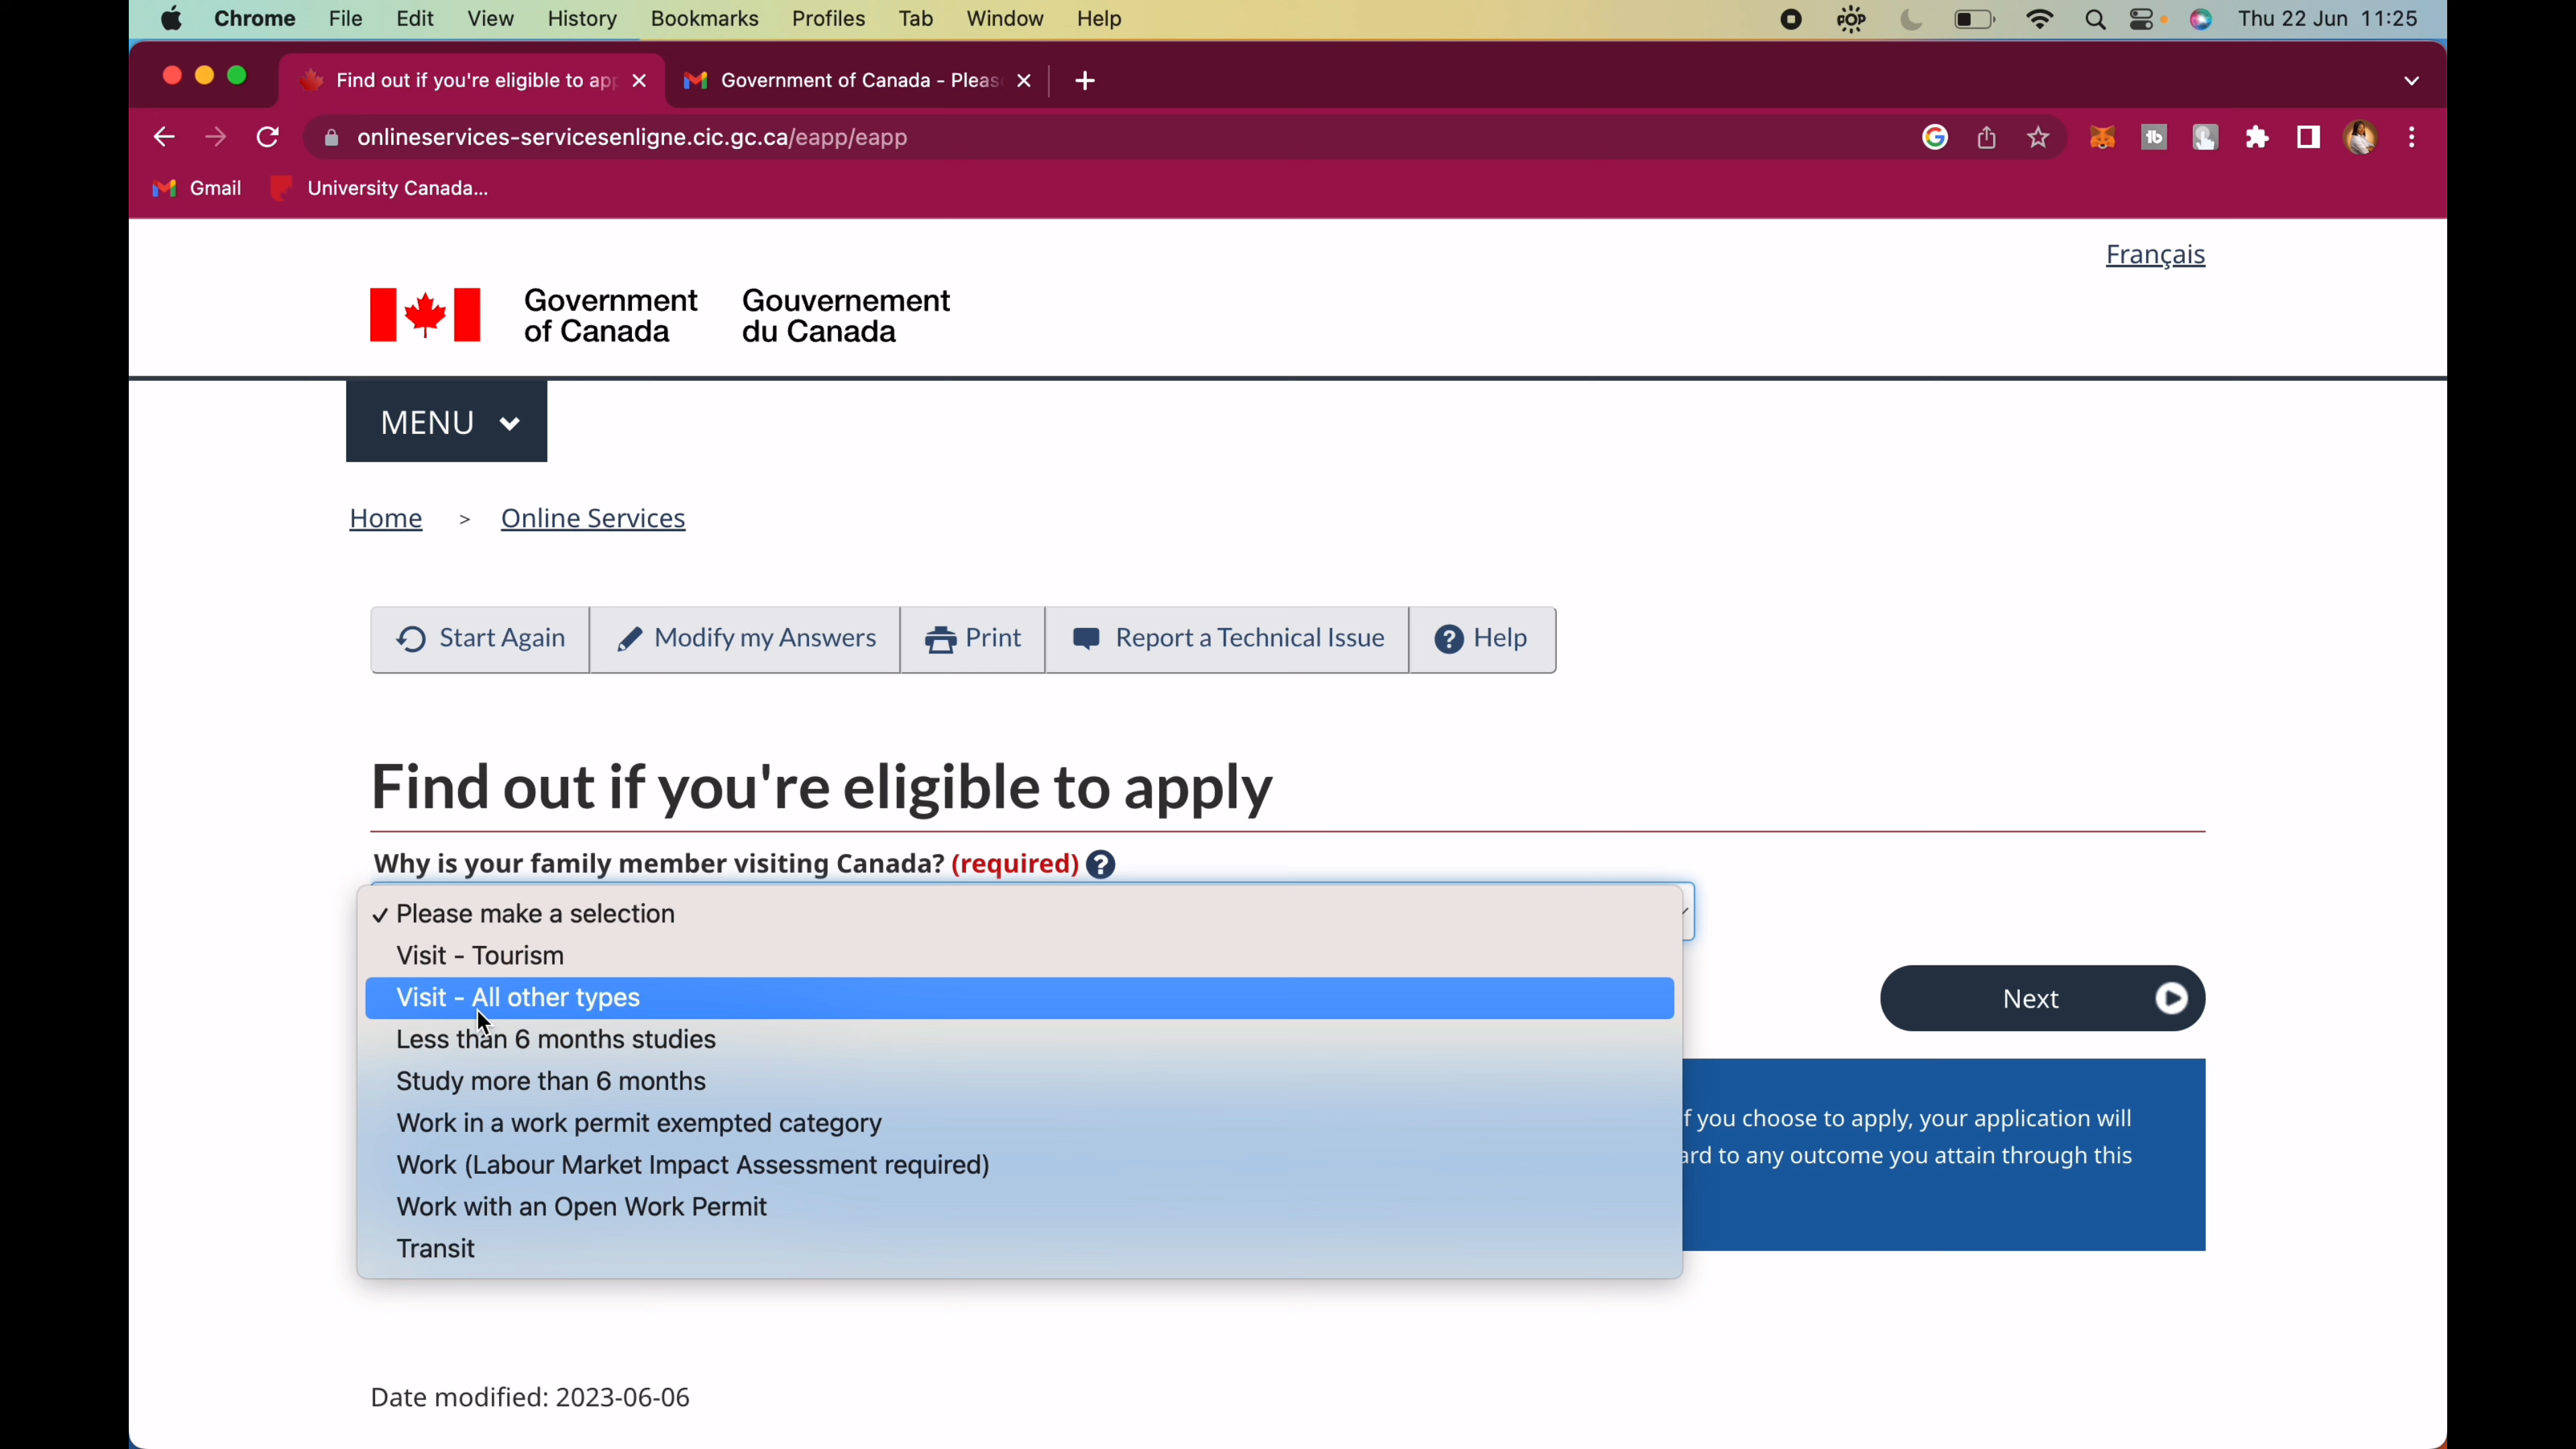 Chrome File Edit View History Bookmarks Profiles Tab Window Help POP Thu 22 Jun 11:25
Find out if you're eligible to ap Government of Canada - Pleas
onlineservices-servicesenligne.cic.gc.ca/eapp/eapp
Gmail University Canada...
Français
Government of Canada
Gouvernement du Canada
MENU
Home > Online Services
Start Again Modify my Answers Print Report a Technical Issue Help
Find out if you're eligible to apply
Why is your family member visiting Canada? (required)
Please make a selection
Visit - Tourism
Visit - All other types
Next
Less than 6 months studies
Study more than 6 months
Work in a work permit exempted category
f you choose to apply, your application will
Work (Labour Market Impact Assessment required)
ard to any outcome you attain through this
Work with an Open Work Permit
Transit
Date modified: 2023-06-06